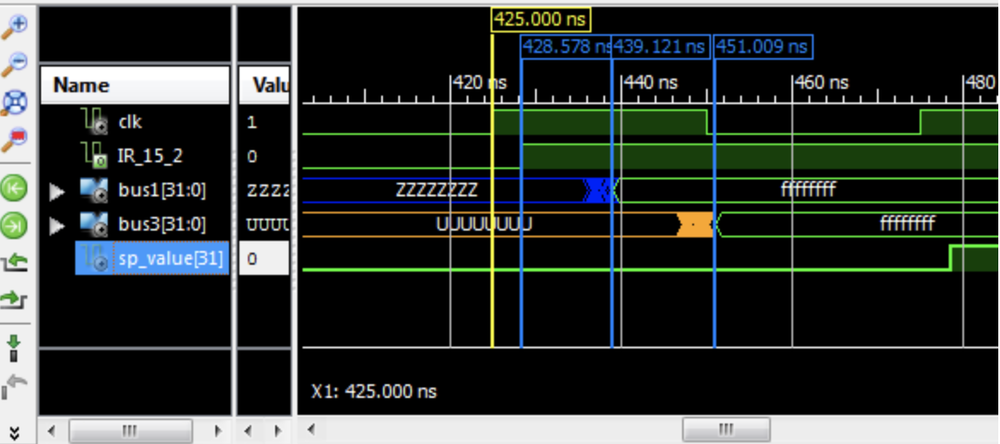 425.000 ns
428.578 ns 439.121 ns 451.009 ns
Name Valu 420 ns 440 ns 460 ns 480
clk 1
IR_15_2 0
bus1[31:0] ZZZZ ZZZZZZZZ ffffffff
bus3[31:0] UUUU UUUUUUUU ffffffff
sp_value[31] 0
X1: 425.000 ns